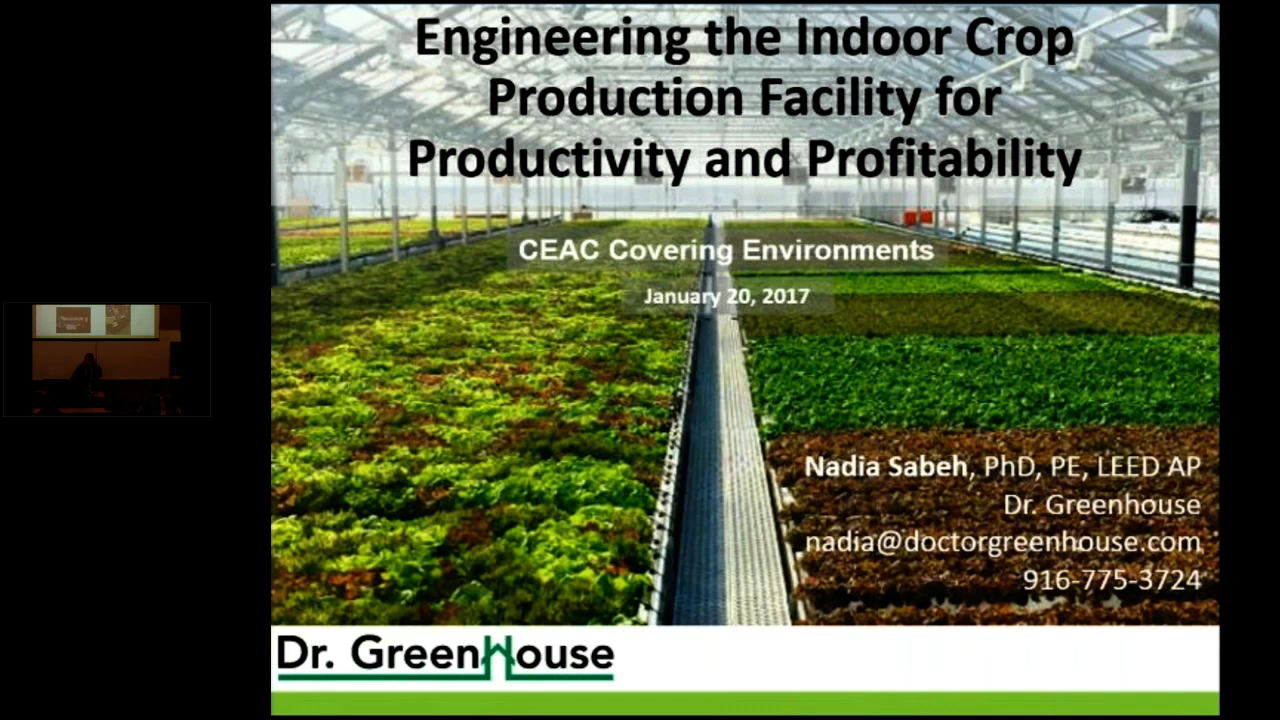 Engineering the Indoor Crop
Production Facility for
Productivity and Profitability
CEAC Covering Environments
January 20, 2017
Nadia Sabeh, PhD, PE, LEED AP
Dr. Greenhouse
nadia@doctorgreenhouse.com
916-775-3724
Dr. GreenHouse